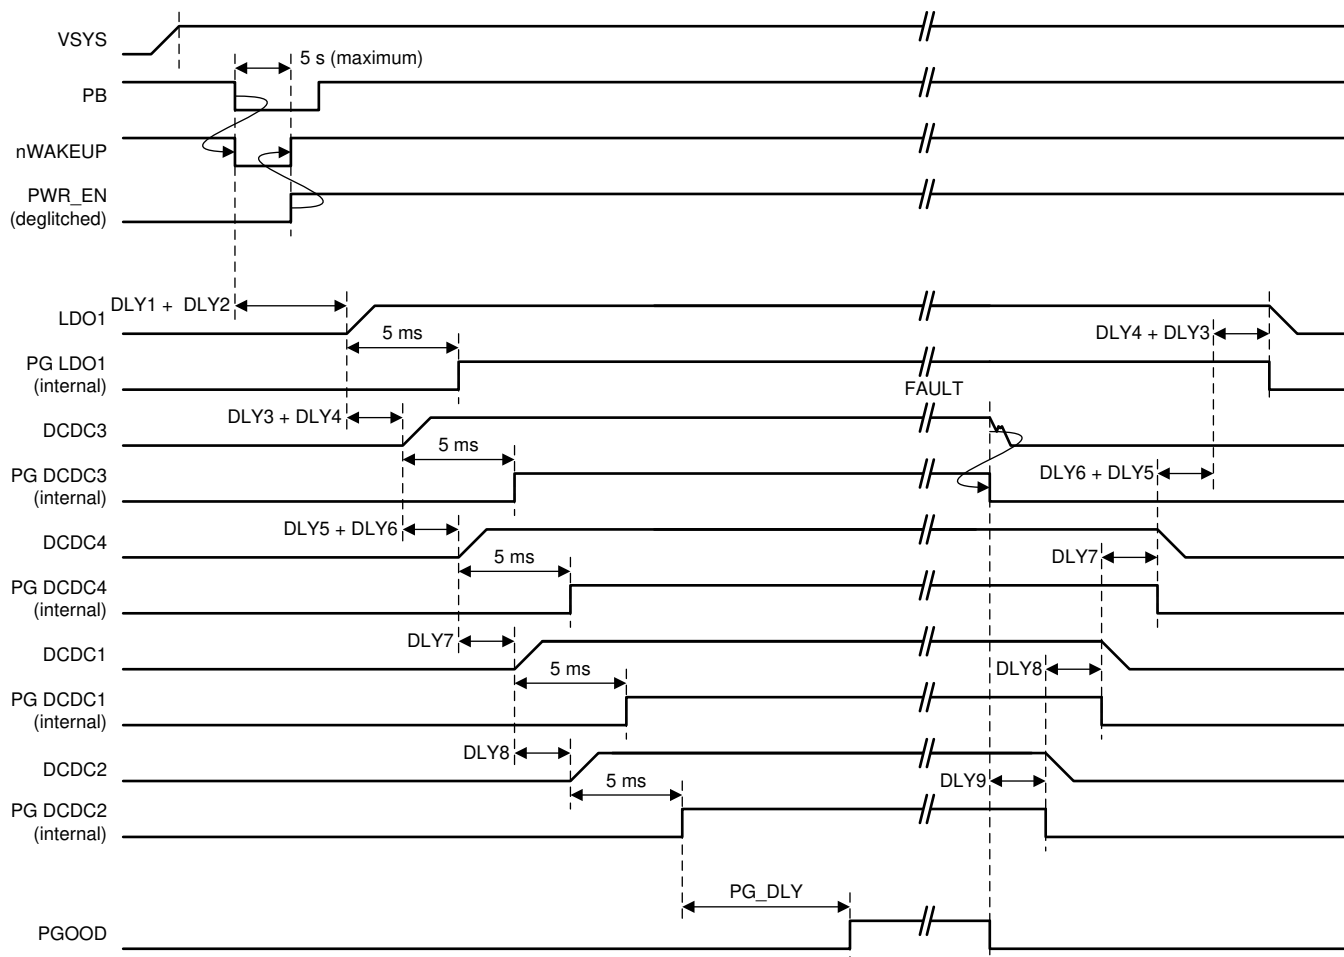 VSYS
5 s (maximum)
PB
nWAKEUP
PWR_EN
(deglitched)
DLY1 + DLY2
LDO1
5 ms
DLY4 + DLY3
PG LDO1
(internal)
FAULT
DLY3 + DLY4
DCDC3
5 ms
PG DCDC3
(internal)
DLY6 + DLY5
DLY5 + DLY6
DCDC4
5 ms
DLY7
PG DCDC4
(internal)
DLY7
DCDC1
5 ms
DLY8
PG DCDC1
(internal)
DLY8
DCDC2
5 ms
DLY9
PG DCDC2
(internal)
PG_DLY
PGOOD